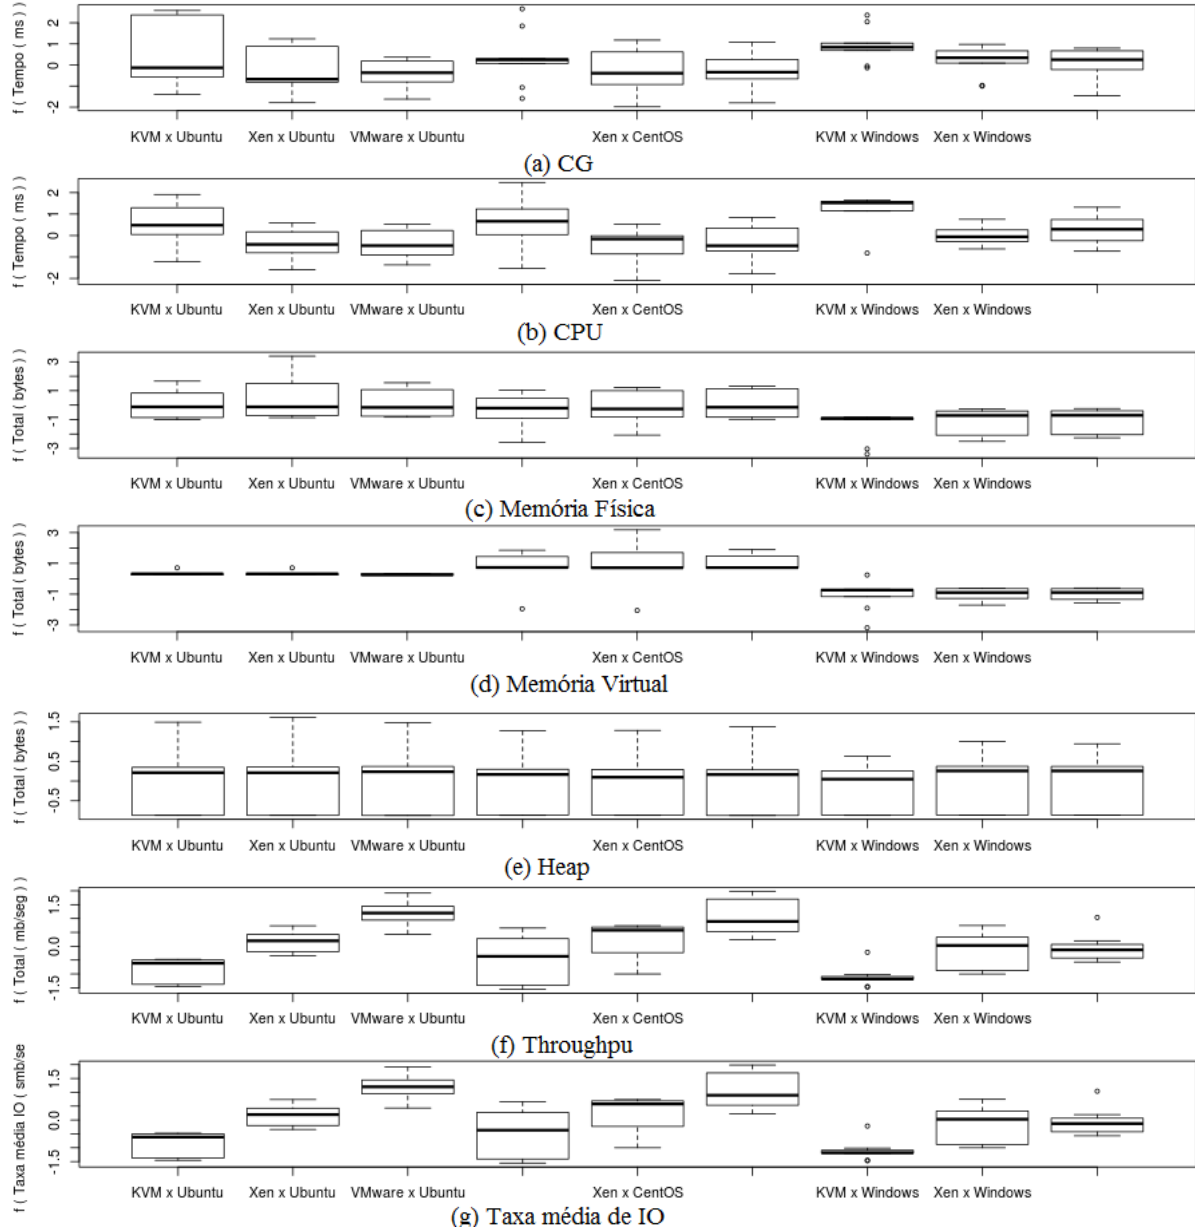 f ( Tempo ( ms ) )
2
1
0
-2
KVM x Ubuntu Xen x Ubuntu VMware x Ubuntu Xen x CentOS KVM x Windows Xen x Windows
(a) CG
f ( Tempo ( ms ) )
2
1
0
-2
KVM x Ubuntu Xen x Ubuntu VMware x Ubuntu Xen x CentOS KVM x Windows Xen x Windows
(b) CPU
f ( Total ( bytes ) )
3
1
-1
-3
KVM x Ubuntu Xen x Ubuntu VMware x Ubuntu Xen x CentOS KVM x Windows Xen x Windows
(c) Memória Física
f ( Total ( bytes ) )
3
1
-1
-3
KVM x Ubuntu Xen x Ubuntu VMware x Ubuntu Xen x CentOS KVM x Windows Xen x Windows
(d) Memória Virtual
f ( Total ( bytes ) )
1.5
0.5
-0.5
KVM x Ubuntu Xen x Ubuntu VMware x Ubuntu Xen x CentOS KVM x Windows Xen x Windows
(e) Heap
f ( Total ( mb/seg ) )
1.5
0.0
-1.5
KVM x Ubuntu Xen x Ubuntu VMware x Ubuntu Xen x CentOS KVM x Windows Xen x Windows
(f) Throughpu
f ( Taxa média IO ( smb/se
1.5
0.0
-1.5
KVM x Ubuntu Xen x Ubuntu VMware x Ubuntu Xen x CentOS KVM x Windows Xen x Windows
(g) Taxa média de IO